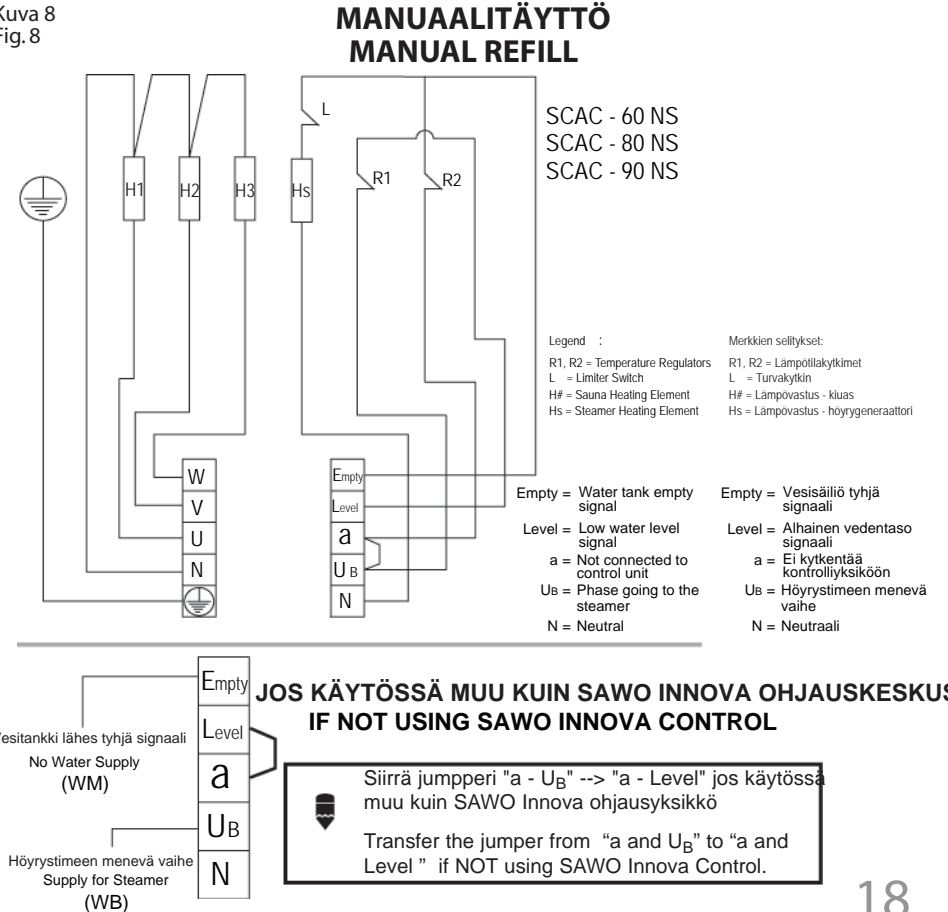 Kuva 8
Fig. 8
MANUAALITÄYTTÖ
MANUAL REFILL
SCAC - 60 NS
SCAC - 80 NS
SCAC - 90 NS
L
H1
H2
H3
Hs
R1
R2
Legend :
R1, R2 = Temperature Regulators
L = Limiter Switch
H# = Sauna Heating Element
Hs = Steamer Heating Element
Merkkien selitykset:
R1, R2 = Lämpötilakytkimet
L = Turvakytkin
H# = Lämpövastus - kiuas
Hs = Lämpövastus - höyrygeneraattori
W
V
U
N
Empty
Level
a
UB
N
Empty = Water tank empty
signal
Level = Low water level
signal
a = Not connected to
control unit
UB = Phase going to the
steamer
N = Neutral
Empty = Vesisäiliö tyhjä
signaali
Level = Alhainen vedentaso
signaali
a = Ei kytkentää
kontrolliyksiköön
UB = Höyrystimeen menevä
vaihe
N = Neutraali
Empty
Level
a
UB
N
Vesitankki lähes tyhjä signaali
No Water Supply
(WM)
Höyrystimeen menevä vaihe
Supply for Steamer
(WB)
JOS KÄYTÖSSÄ MUU KUIN SAWO INNOVA OHJAUSKESKUS
IF NOT USING SAWO INNOVA CONTROL
Siirrä jumpperi "a - UB" --> "a - Level" jos käytössä
muu kuin SAWO Innova ohjausyksikkö
Transfer the jumper from “a and UB” to “a and
Level ” if NOT using SAWO Innova Control.
18